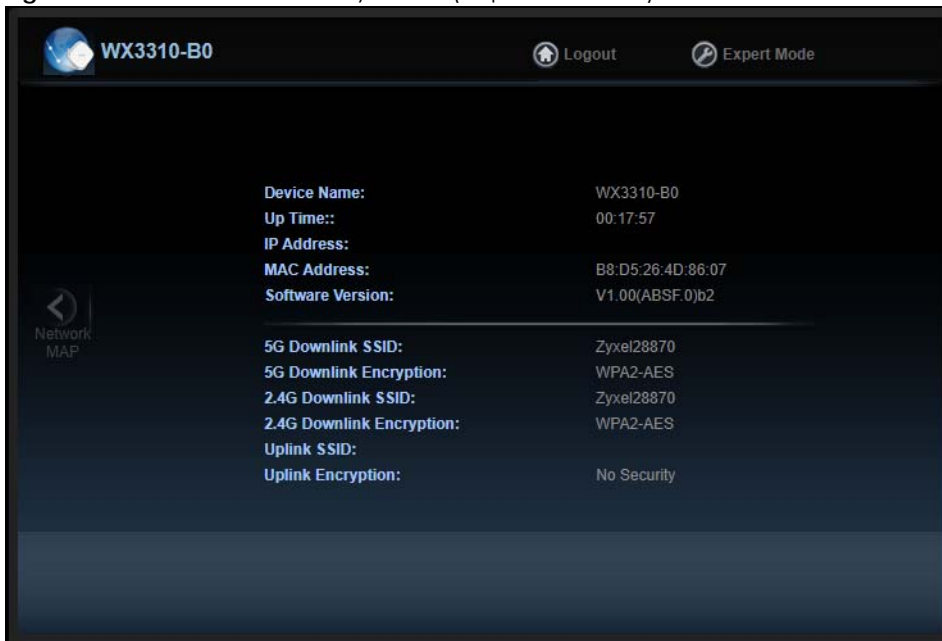 WX3310-B0
Logout
Expert Mode
Device Name: WX3310-B0
Up Time:: 00:17:57
IP Address:
MAC Address: B8:D5:26:4D:86:07
Software Version: V1.00(ABSF.0)b2
Network
MAP
5G Downlink SSID: Zyxel28870
5G Downlink Encryption: WPA2-AES
2.4G Downlink SSID: Zyxel28870
2.4G Downlink Encryption: WPA2-AES
Uplink SSID:
Uplink Encryption: No Security